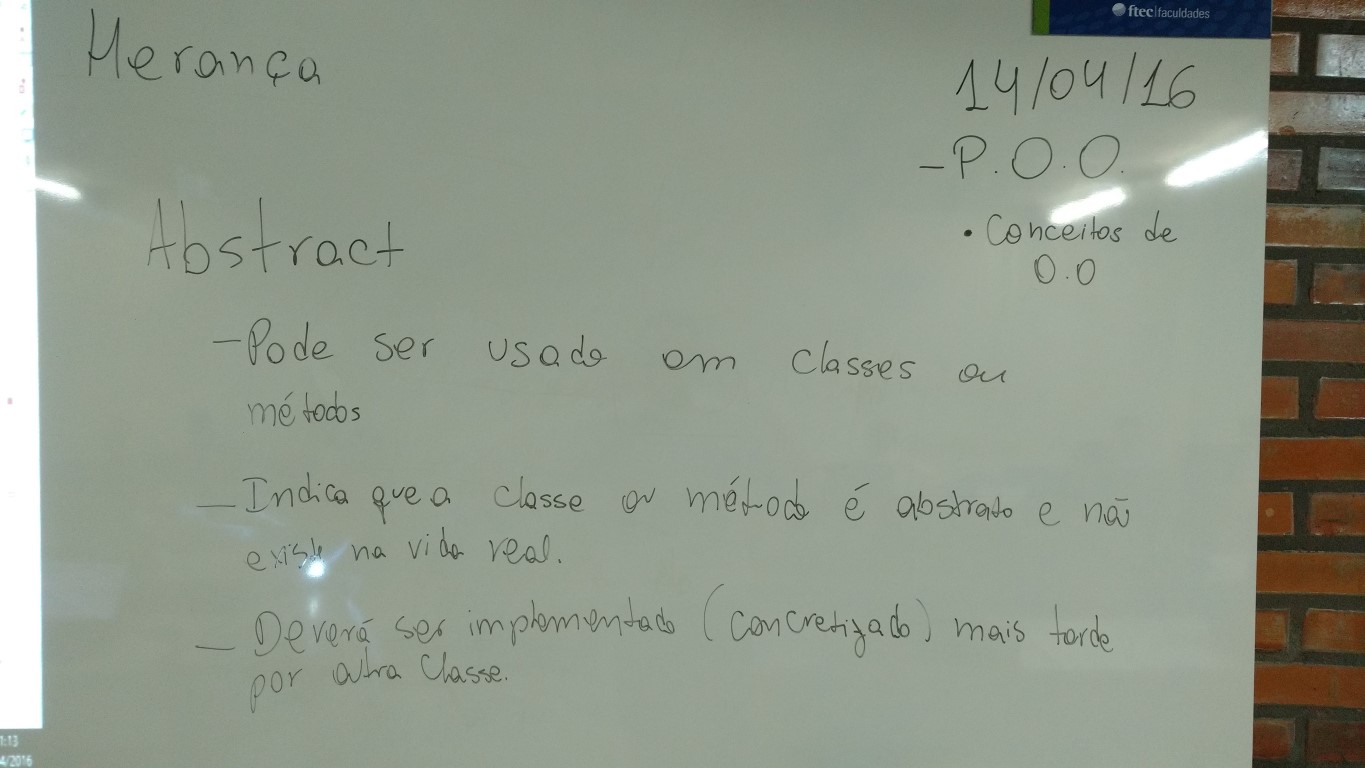 ftec|faculdades
Herança
14/04/16
- P.O.O.
• Conceitos de
O.O
Abstract
- Pode ser usado em classes ou
métodos
- Indica que a classe ou método é abstrato e não
existe na vida real.
- Deverá ser implementado (concretizado) mais tarde
por outra classe.
1:13
4/2016